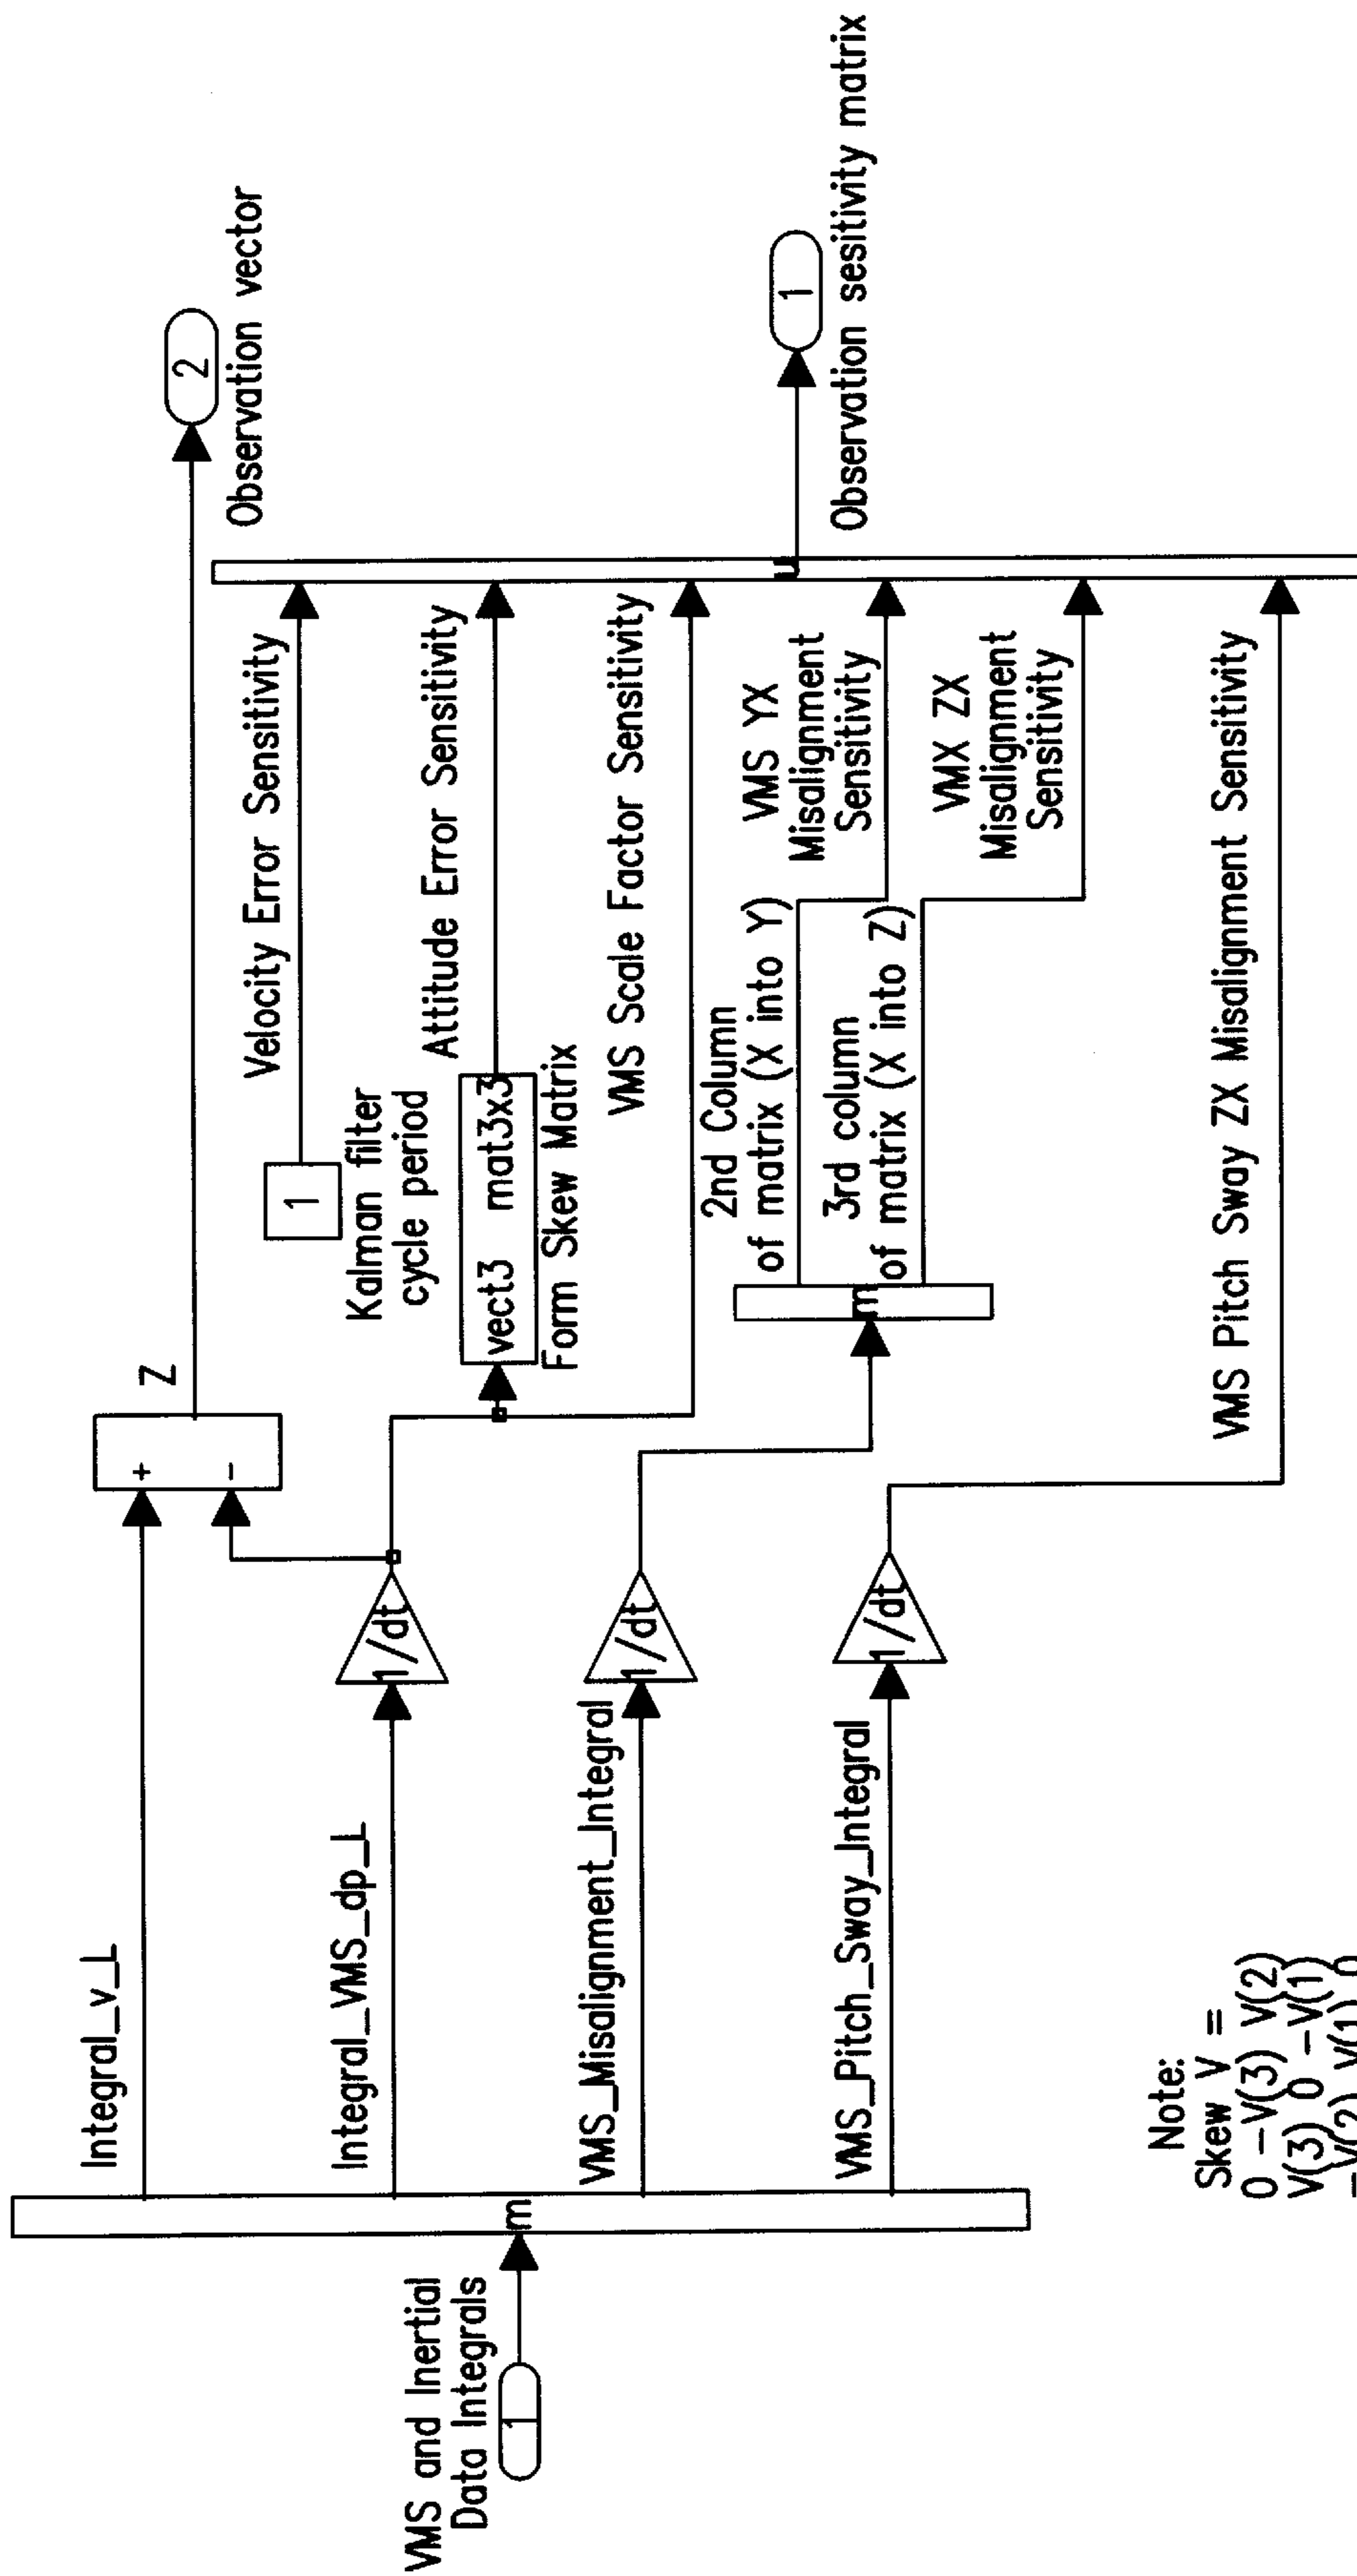 VMS and Inertial
Data Integrals
1
m
Integral_v_L
Integral_VMS_dp_L
VMS_Misalignment_Integral
VMS_Pitch_Sway_Integral
1/dt
1/dt
1/dt
+
-
Z
2
Observation vector
1
Kalman filter
cycle period
Velocity Error Sensitivity
vect3 mat3x3
Form Skew Matrix
Attitude Error Sensitivity
VMS Scale Factor Sensitivity
m
2nd Column
of matrix (X into Y)
3rd column
of matrix (X into Z)
VMS YX
Misalignment
Sensitivity
VMX ZX
Misalignment
Sensitivity
VMS Pitch Sway ZX Misalignment Sensitivity
1
Observation sesitivity matrix
Note:
Skew V =
0 -V(3) V(2)
V(3) 0 -V(1)
-V(2) V(1) 0